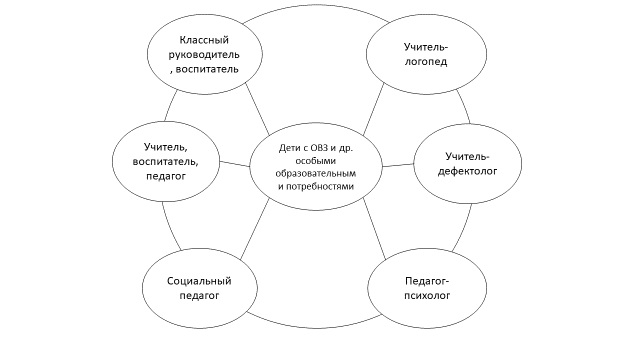 Классный
руководитель
, воспитатель
Учитель-
логопед
Учитель,
воспитатель,
педагог
Дети с ОВЗ и др.
особыми
образовательным
и потребностями
Учитель-
дефектолог
Социальный
педагог
Педагог-
психолог